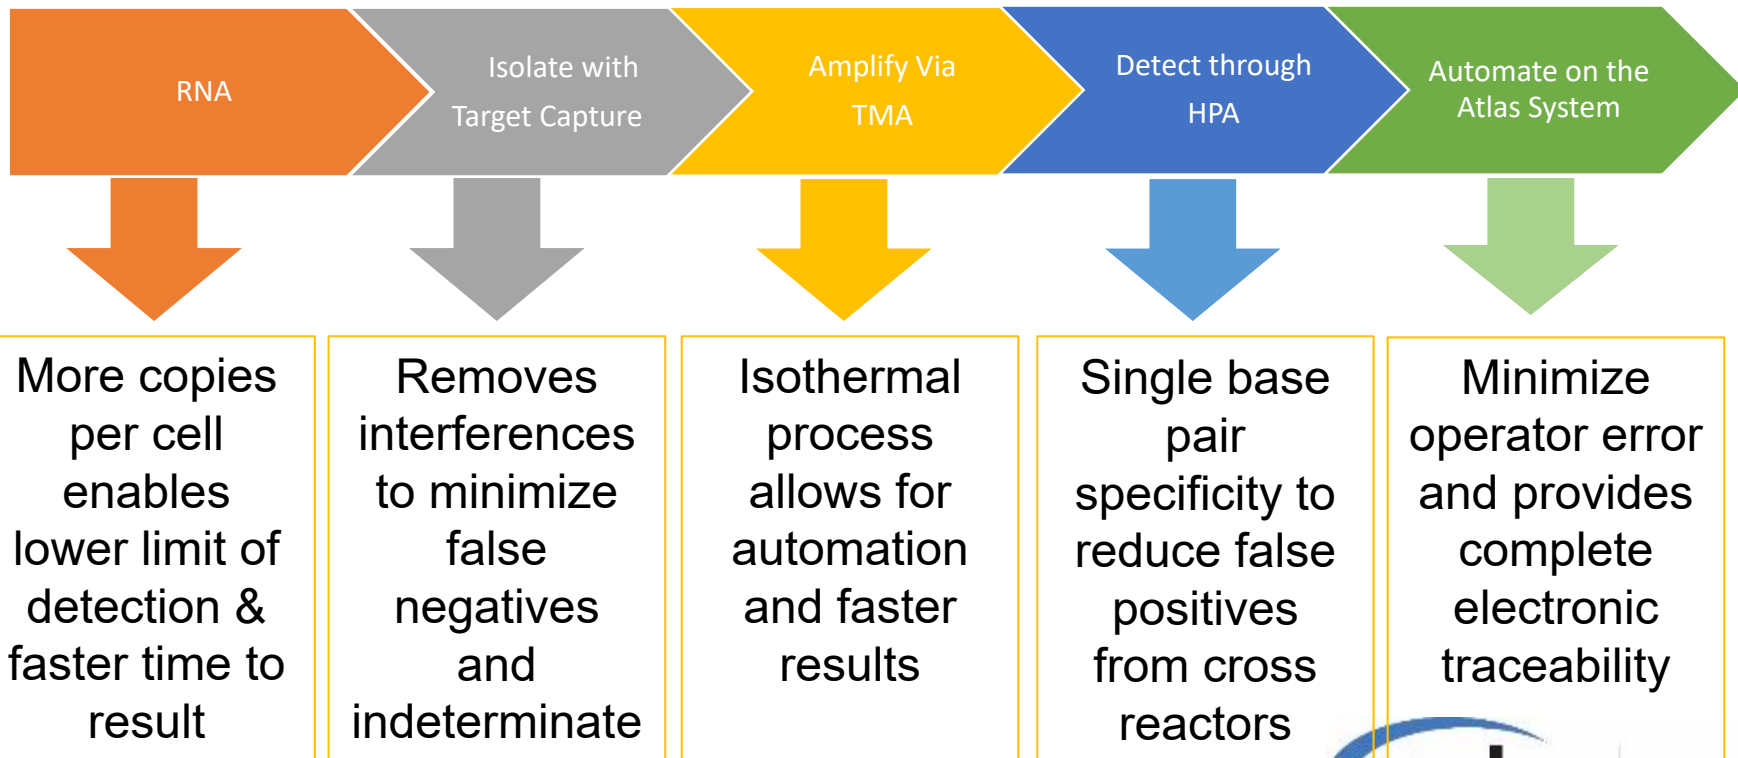 RNA
Isolate with
Target Capture
Amplify Via
TMA
Detect through
HPA
Automate on the
Atlas System
More copies
per cell
enables
lower limit of
detection &
faster time to
result
Removes
interferences
to minimize
false
negatives
and
indeterminate
Isothermal
process
allows for
automation
and faster
results
Single base
pair
specificity to
reduce false
positives
from cross
reactors
Minimize
operator error
and provides
complete
electronic
traceability